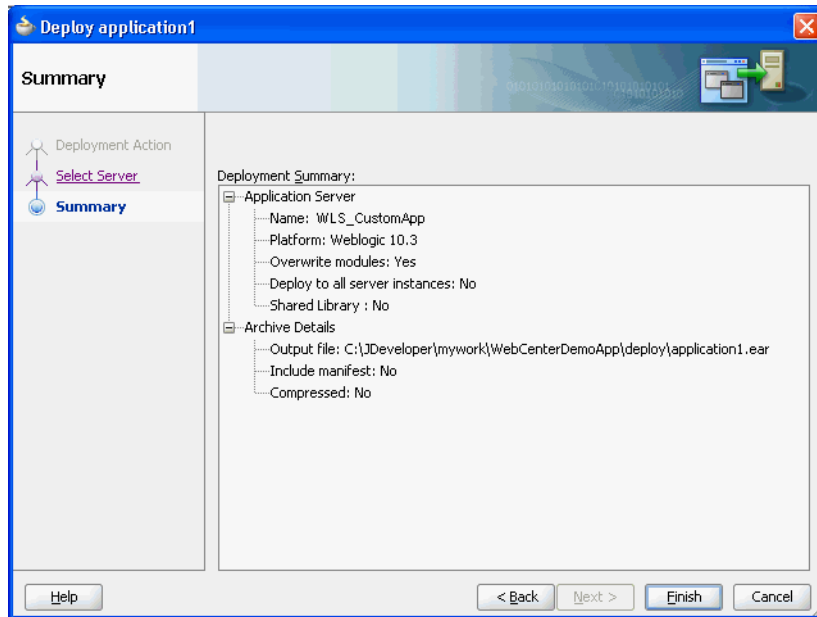 Deploy application1
Summary
Deployment Action
Select Server
Summary
Deployment Summary:
Application Server
Name: WLS_CustomApp
Platform: Weblogic 10.3
Overwrite modules: Yes
Deploy to all server instances: No
Shared Library : No
Archive Details
Output file: C:\JDeveloper\mywork\WebCenterDemoApp\deploy\application1.ear
Include manifest: No
Compressed: No
Help
< Back
Next >
Finish
Cancel